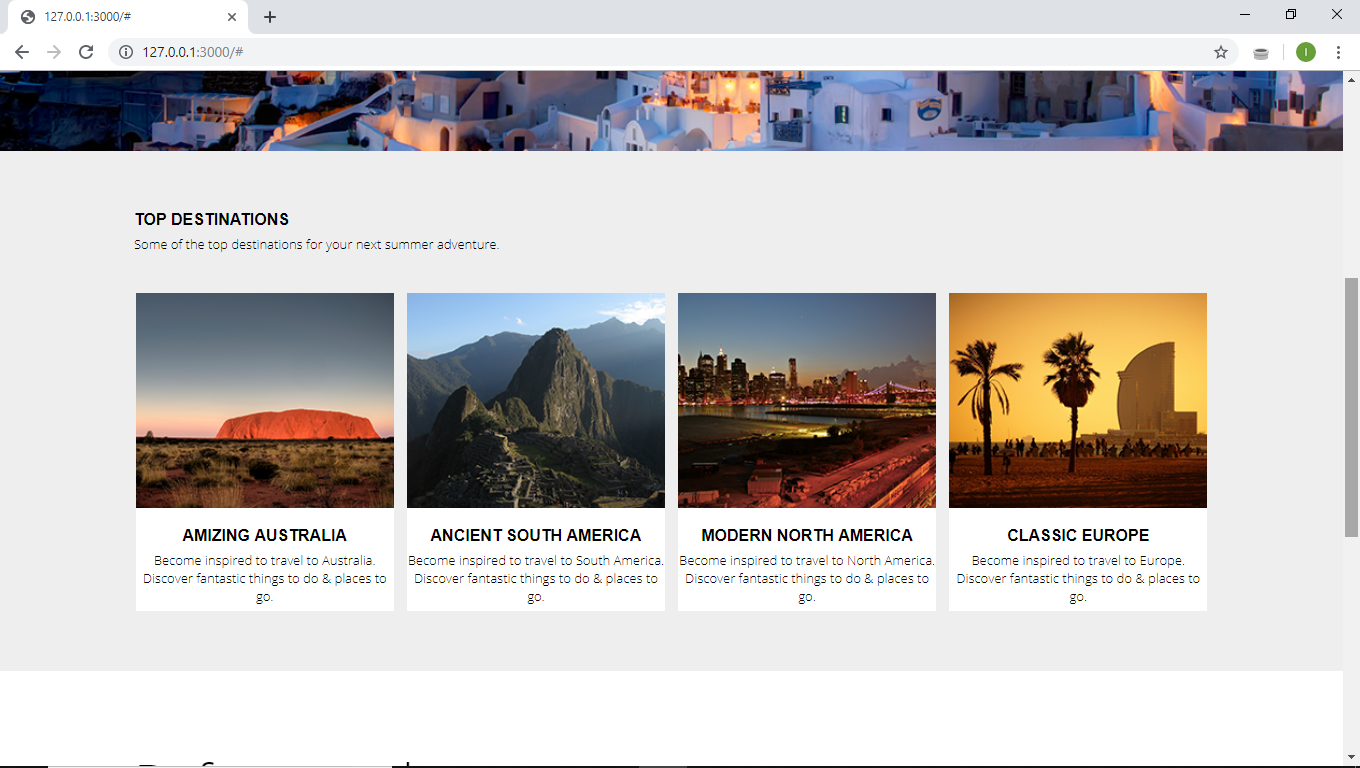 127.0.0.1:3000/#
127.0.0.1:3000/#
I
TOP DESTINATIONS
Some of the top destinations for your next summer adventure.
AMIZING AUSTRALIA
Become inspired to travel to Australia.
Discover fantastic things to do & places to
go.
ANCIENT SOUTH AMERICA
Become inspired to travel to South America.
Discover fantastic things to do & places to
go.
MODERN NORTH AMERICA
Become inspired to travel to North America.
Discover fantastic things to do & places to
go.
CLASSIC EUROPE
Become inspired to travel to Europe.
Discover fantastic things to do & places to
go.